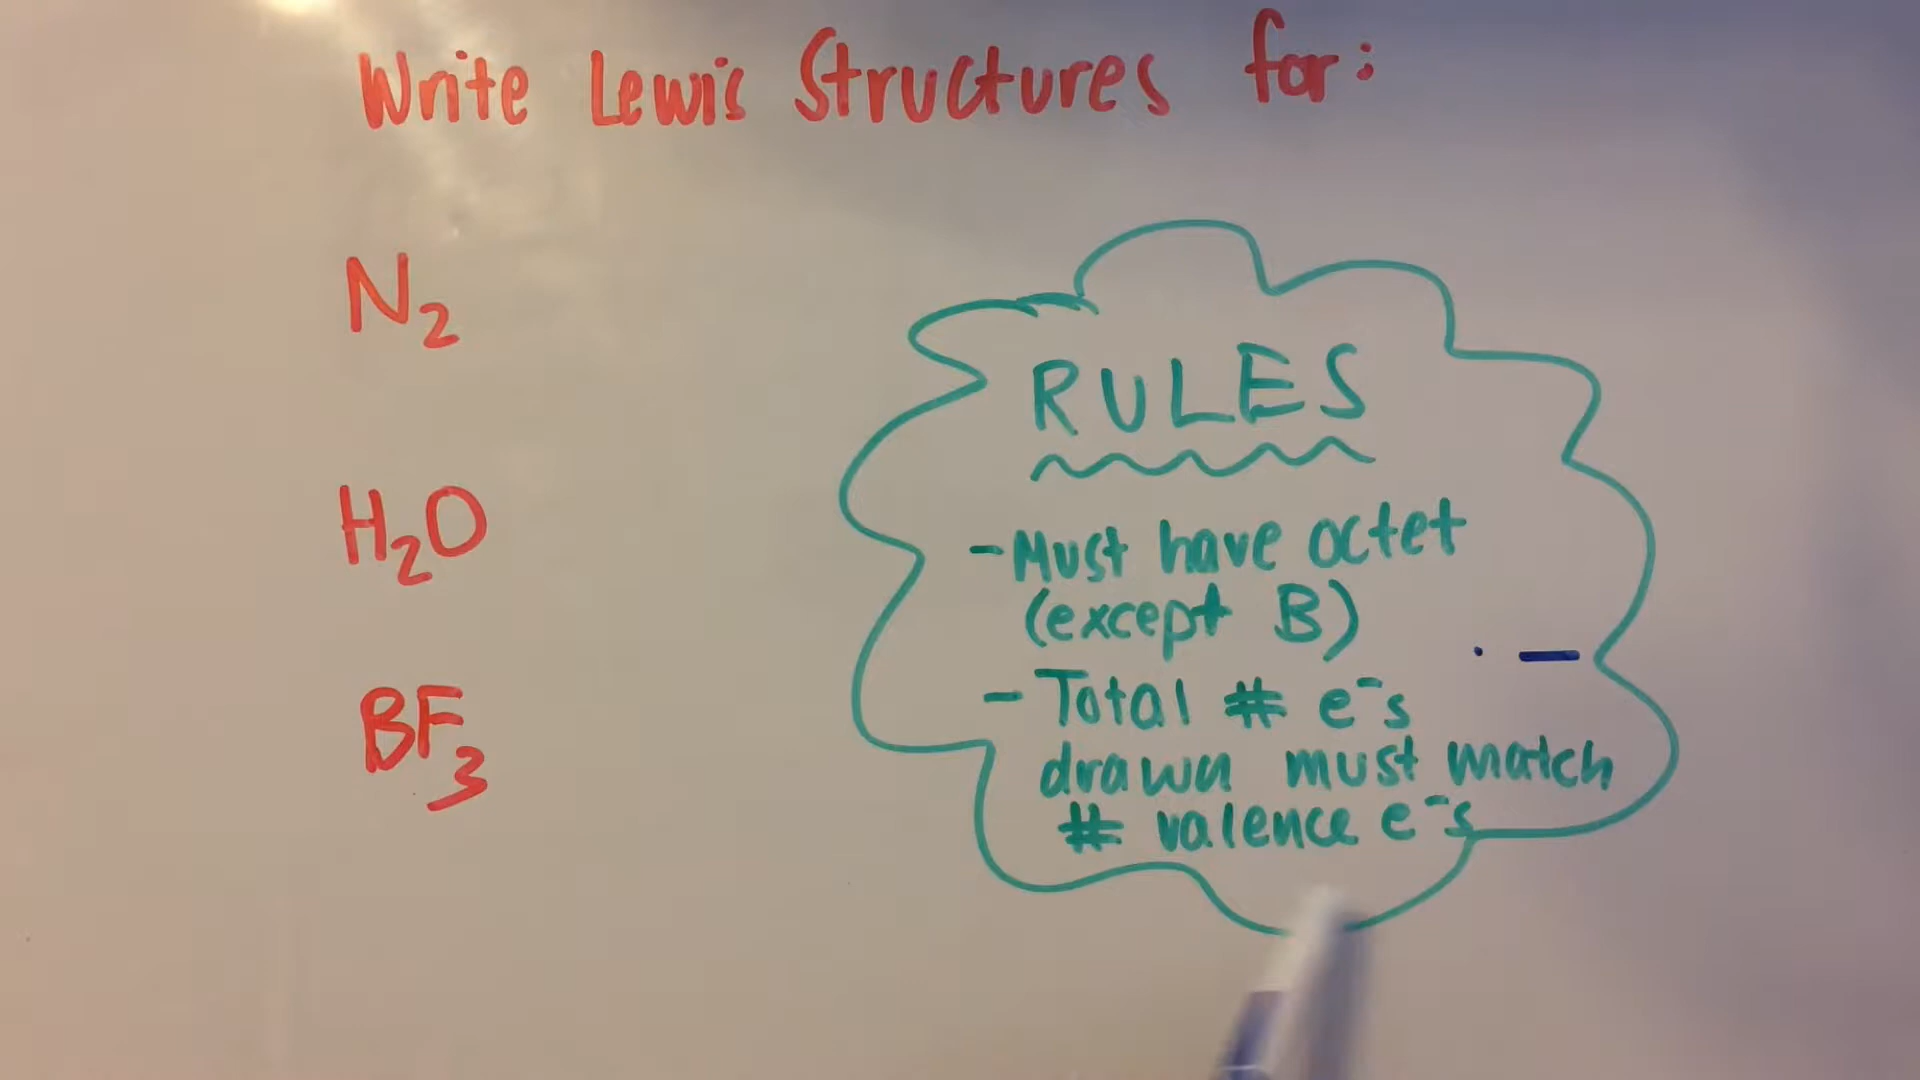 Write Lewis Structures for:
N₂
H₂O
BF₃
RULES
- Must have octet
(except B)
- Total # e⁻s
drawn must match
# valence e⁻s